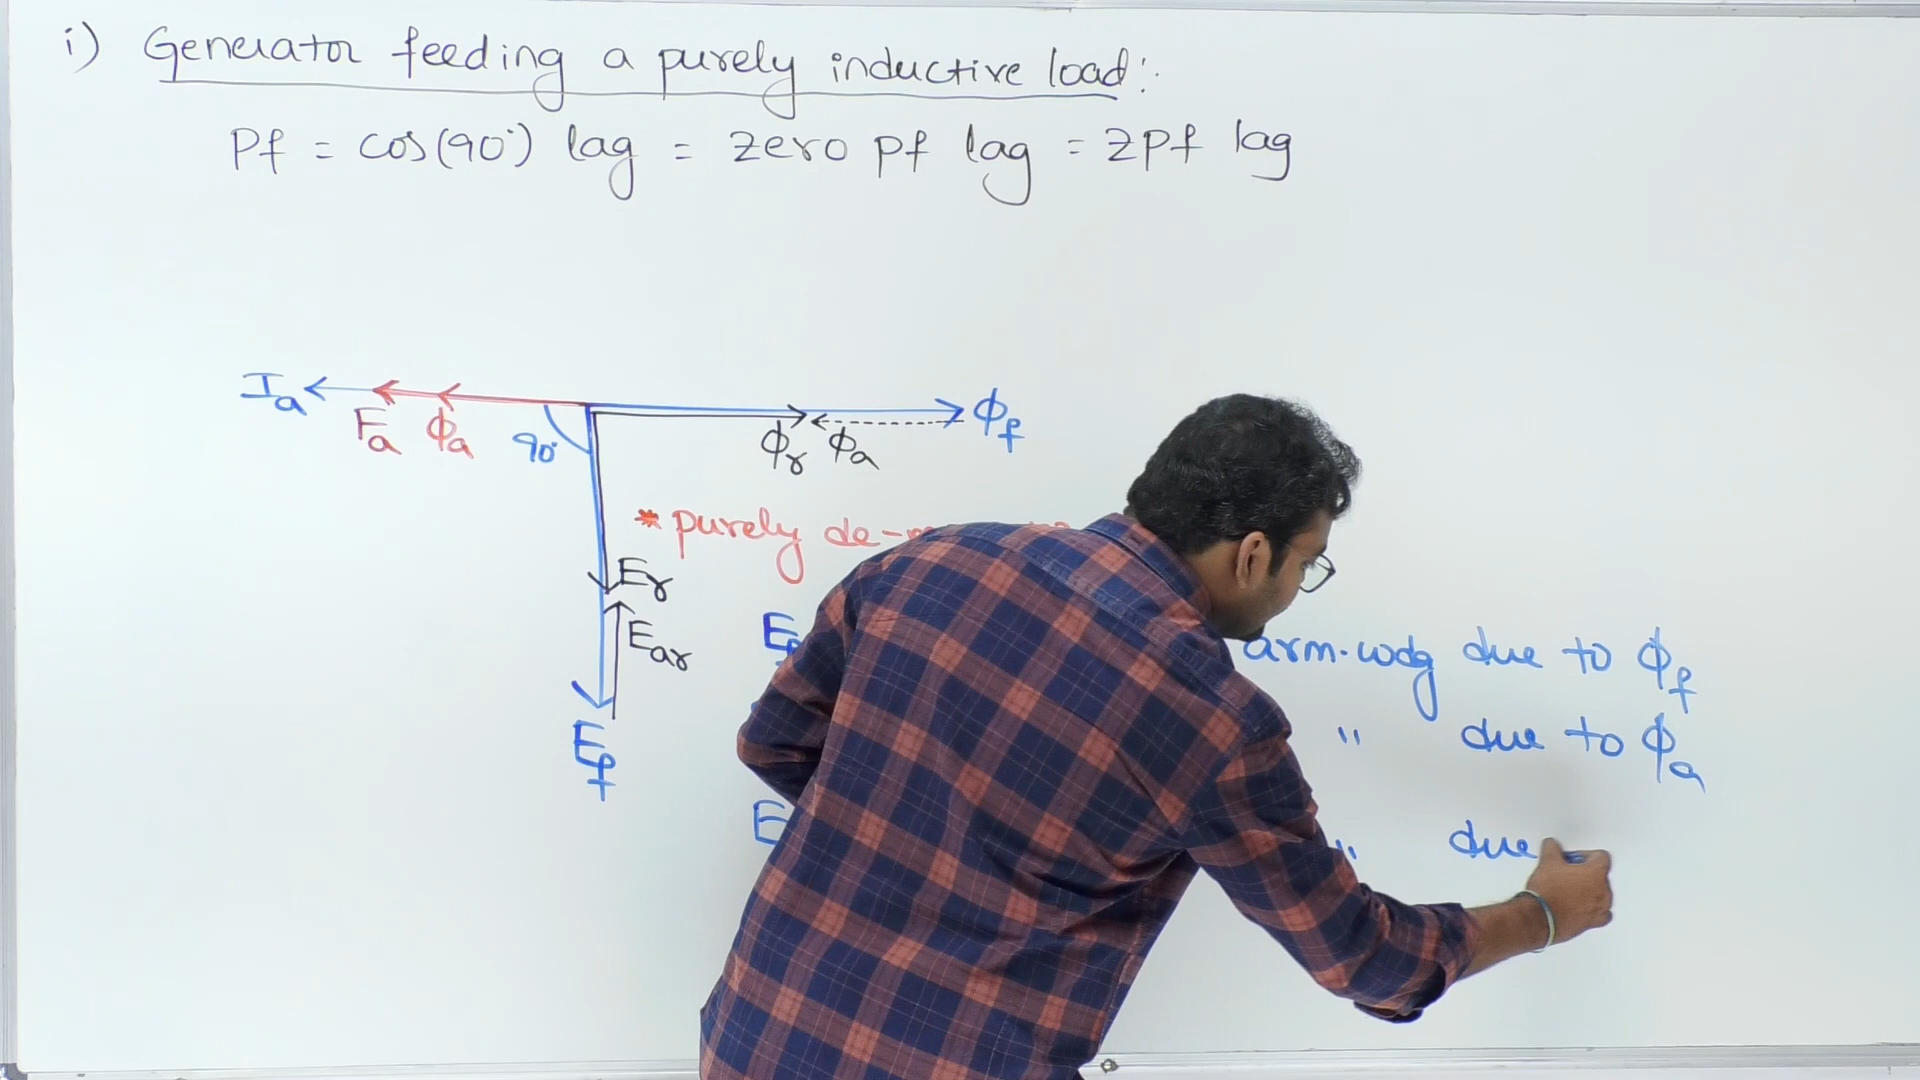 i) Generator feeding a purely inductive load:
Pf = cos(90°) lag = zero pf lag = zpf lag
Ia Fa ϕa 90° ϕr ϕa ϕf
* purely de-
Er
Ear
Ef
arm.wdg due to ϕf
" due to ϕa
E " due